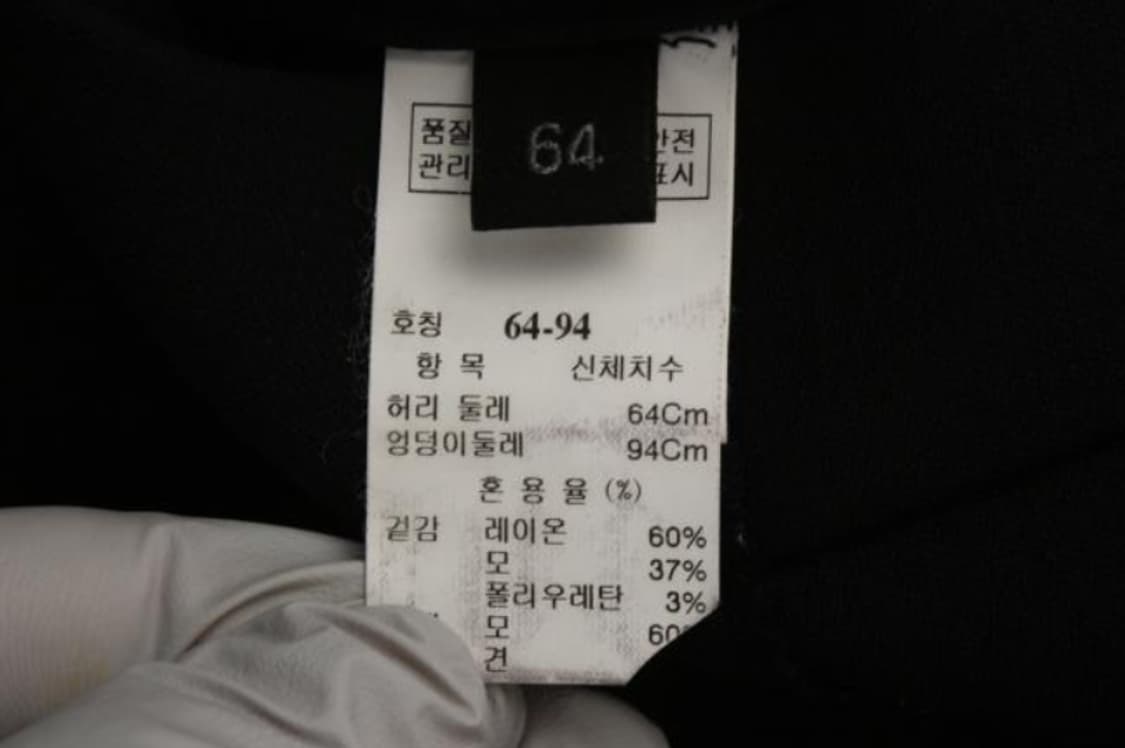 64
품질
관리
안전
표시
호칭 64-94
항 목 신체치수
허리 둘레 64Cm
엉덩이둘레 94Cm
혼 용 율 (%)
겉감 레이온 60%
모 37%
폴리우레탄 3%
모 60
견